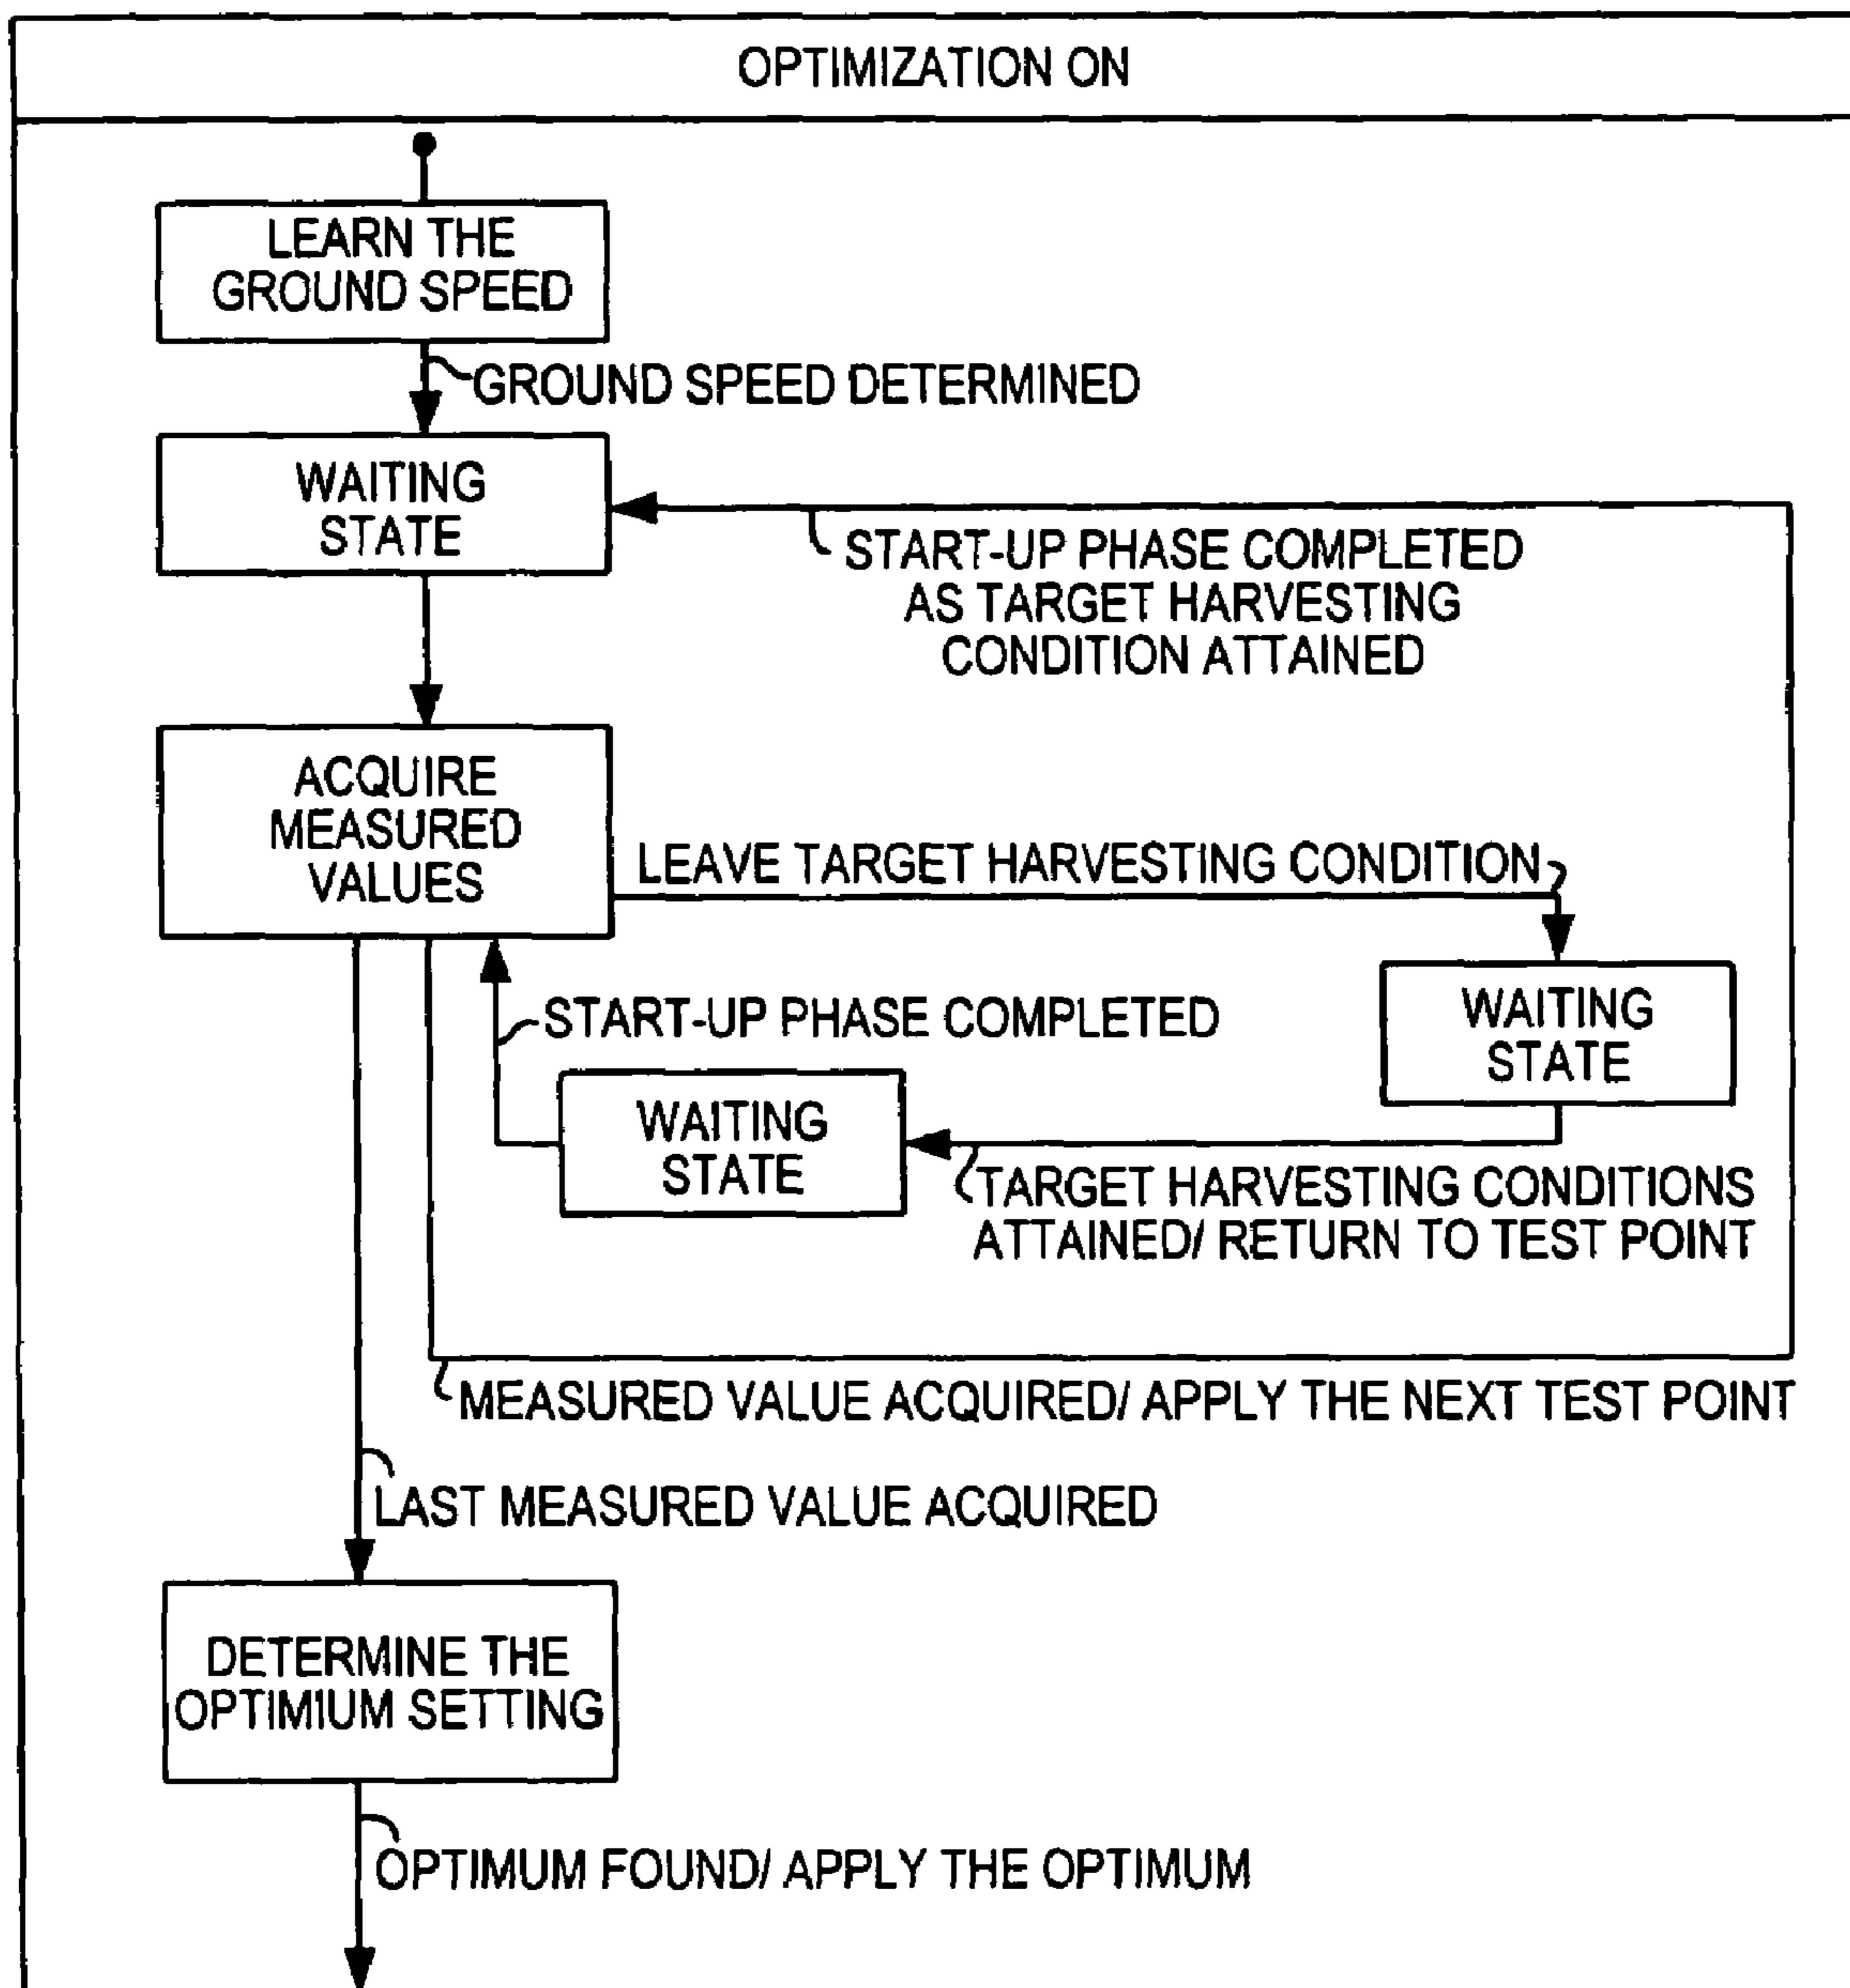 OPTIMIZATION ON
LEARN THE
GROUND SPEED
GROUND SPEED DETERMINED
WAITING
STATE
START-UP PHASE COMPLETED
AS TARGET HARVESTING
CONDITION ATTAINED
ACQUIRE
MEASURED
VALUES
LEAVE TARGET HARVESTING CONDITION
WAITING
STATE
START-UP PHASE COMPLETED
WAITING
STATE
TARGET HARVESTING CONDITIONS
ATTAINED/ RETURN TO TEST POINT
MEASURED VALUE ACQUIRED/ APPLY THE NEXT TEST POINT
LAST MEASURED VALUE ACQUIRED
DETERMINE THE
OPTIMIUM SETTING
OPTIMUM FOUND/ APPLY THE OPTIMUM